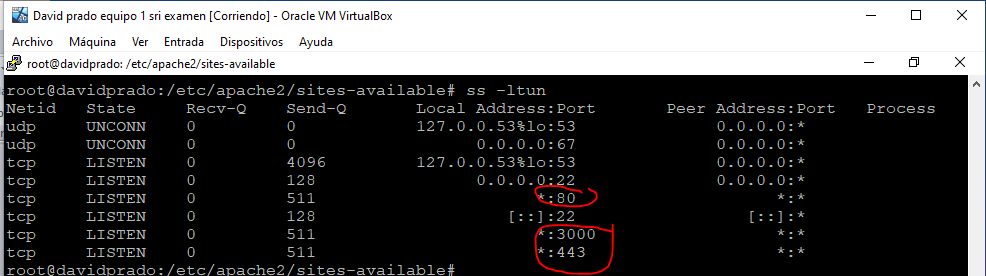 David prado equipo 1 sri examen [Corriendo] - Oracle VM VirtualBox
Archivo Máquina Ver Entrada Dispositivos Ayuda
root@davidprado: /etc/apache2/sites-available
root@davidprado:/etc/apache2/sites-available# ss -ltun
Netid State Recv-Q Send-Q Local Address:Port Peer Address:Port Process
udp UNCONN 0 0 127.0.0.53%lo:53 0.0.0.0:*
udp UNCONN 0 0 0.0.0.0:67 0.0.0.0:*
tcp LISTEN 0 4096 127.0.0.53%lo:53 0.0.0.0:*
tcp LISTEN 0 128 0.0.0.0:22 0.0.0.0:*
tcp LISTEN 0 511 *:80 *:*
tcp LISTEN 0 128 [::]:22 [::]:*
tcp LISTEN 0 511 *:3000 *:*
tcp LISTEN 0 511 *:443 *:*
root@davidprado:/etc/apache2/sites-available#